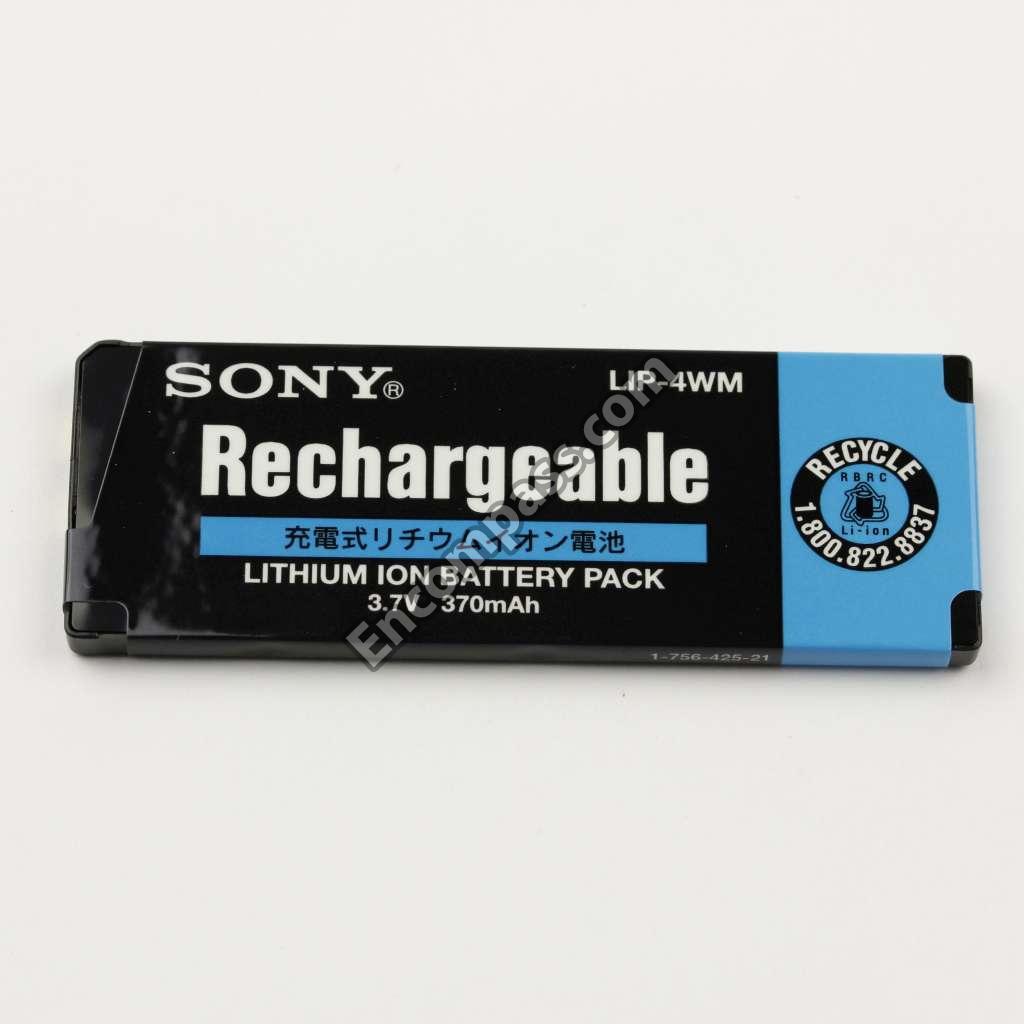 SONY®
LIP-4WM
Rechargeable
充電式リチウムイオン電池
LITHIUM ION BATTERY PACK
3.7V 370mAh
1-756-425-21
RECYCLE
RBRC
Li-ion
1.800.822.8837
Encompass.com